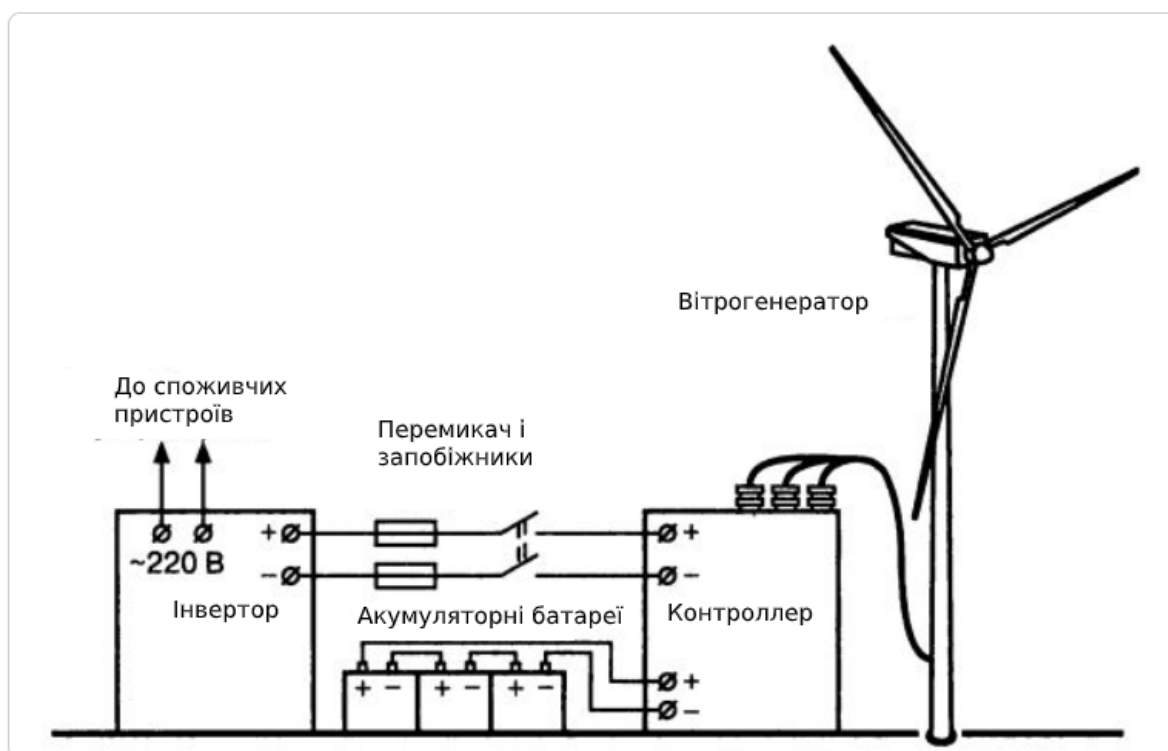 Вітрогенератор
До споживчих
пристроїв
Перемикач і
запобіжники
+ +
~220 В
− −
Інвертор
Акумуляторні батареї
Контроллер
+ − + − + −
+
−